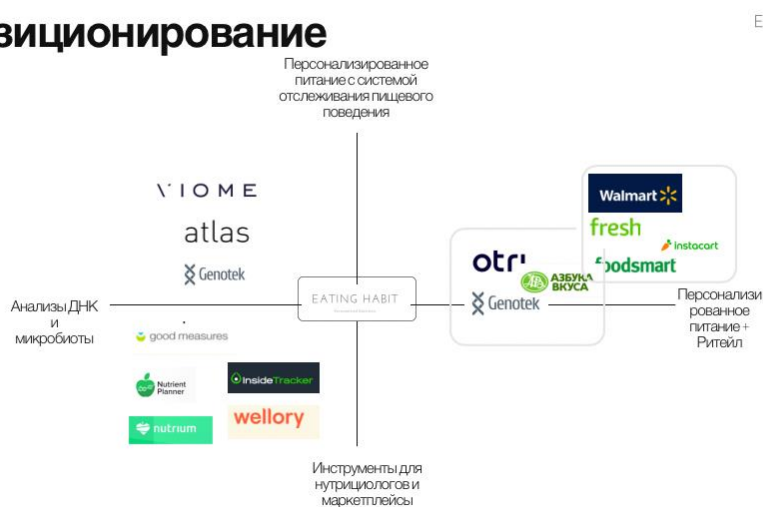 зиционирование
E
Персонализированное
питание с системой
отслеживания пищевого
поведения
VIOME
atlas
Genotek
Walmart
fresh
instacart
foodsmart
otri
АЗБУКА
ВКУСА
Genotek
EATING HABIT
Анализы ДНК
и
микробиоты
Персонализи
рованное
питание +
Ритейл
good measures
Nutrient
Planner
InsideTracker
nutrium
wellory
Инструменты для
нутрициологов и
маркетплейсы